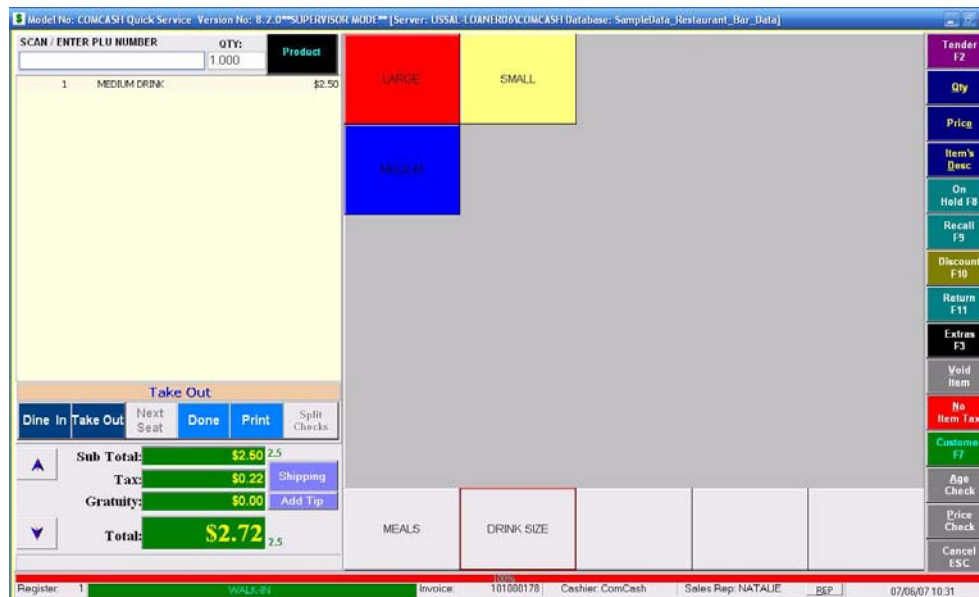 Model No: COMCASH Quick Service Version No: 8.2.0**SUPERVISOR MODE** [Server: USSAL-LOANERD6\COMCASH Database: SampleData_Restaurant_Bar_Data]
SCAN / ENTER PLU NUMBER
QTY:
1.000
Product
1 MEDIUM DRINK $2.50
Take Out
Dine In
Take Out
Next
Seat
Done
Print
Split
Checks
Sub Total: $2.50 2.5
Tax: $0.22
Shipping
Gratuity: $0.00
Add Tip
Total: $2.72 2.5
LARGE
SMALL
MEDIUM
MEALS
DRINK SIZE
Tender
F2
Qty
Price
Item's
Desc
On
Hold F8
Recall
F9
Discount
F10
Return
F11
Extras
F3
Void
Item
No
Item Tax
Custome
F7
Age
Check
Price
Check
Cancel
ESC
100%
Register: 1 WALK-IN Invoice: 101000178 Cashier: ComCash Sales Rep: NATALIE REP 07/06/07 10:31